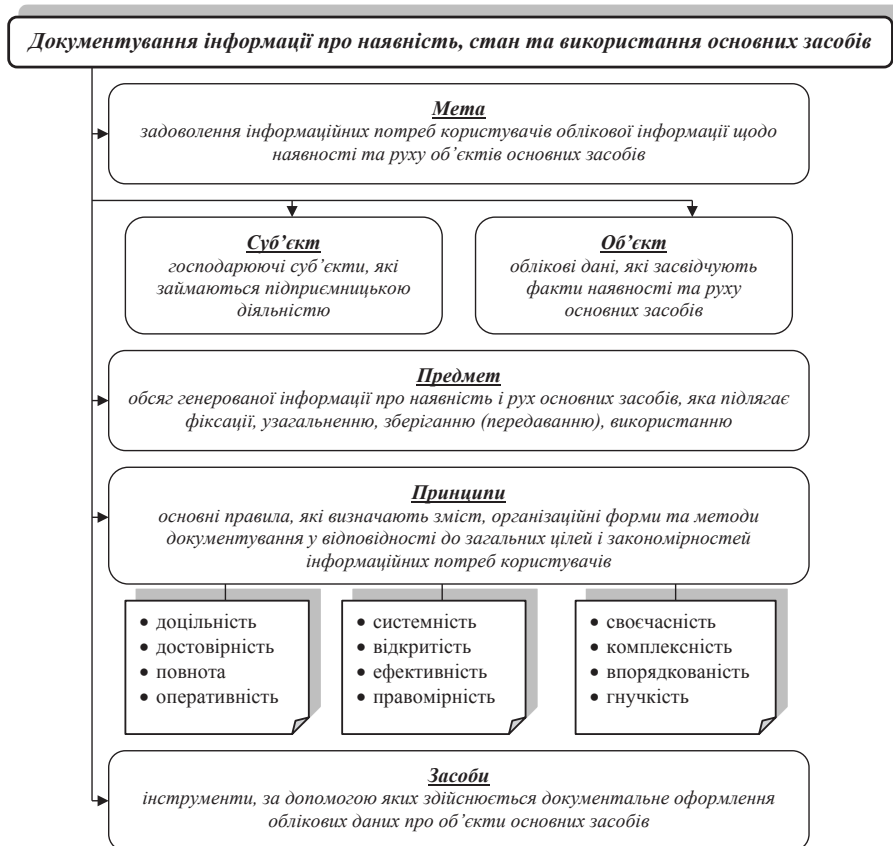 Документування інформації про наявність, стан та використання основних засобів
Мета
задоволення інформаційних потреб користувачів облікової інформації щодо
наявності та руху об’єктів основних засобів
Суб’єкт
господарюючі суб’єкти, які
займаються підприємницькою
діяльністю
Об’єкт
облікові дані, які засвідчують
факти наявності та руху
основних засобів
Предмет
обсяг генерованої інформації про наявність і рух основних засобів, яка підлягає
фіксації, узагальненню, зберіганню (передаванню), використанню
Принципи
основні правила, які визначають зміст, організаційні форми та методи
документування у відповідності до загальних цілей і закономірностей
інформаційних потреб користувачів
• доцільність
• достовірність
• повнота
• оперативність
• системність
• відкритість
• ефективність
• правомірність
• своєчасність
• комплексність
• впорядкованість
• гнучкість
Засоби
інструменти, за допомогою яких здійснюється документальне оформлення
облікових даних про об’єкти основних засобів